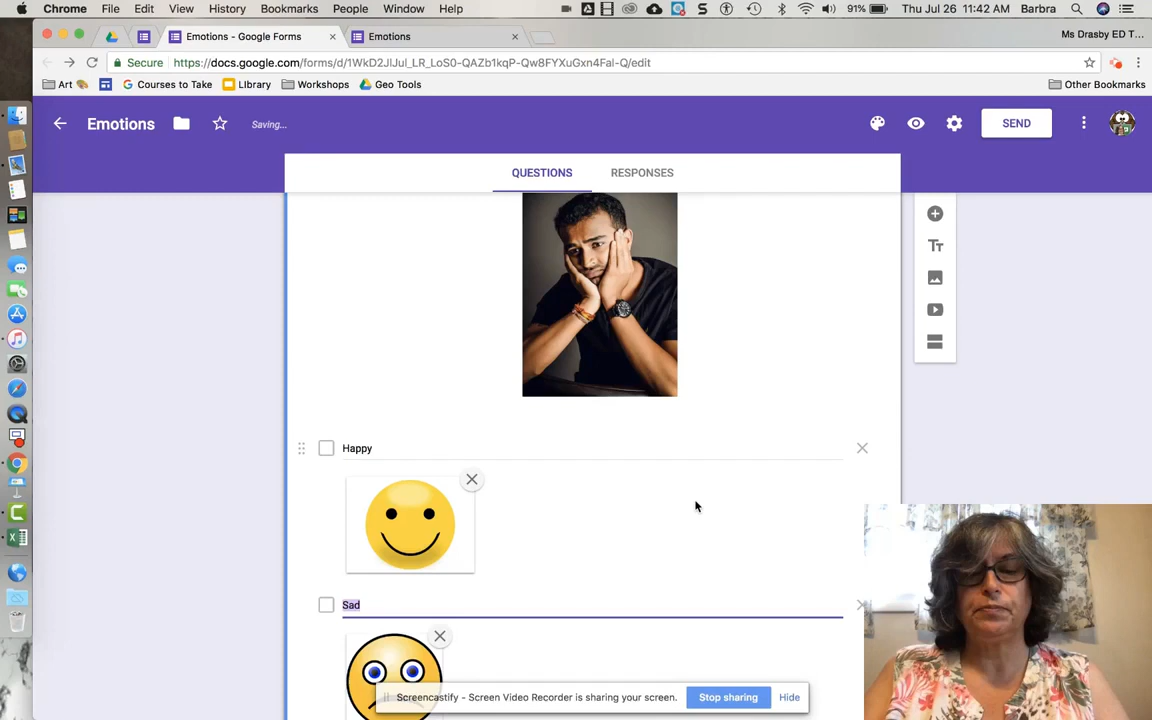 Chrome File Edit View History Bookmarks People Window Help 91% Thu Jul 26 11:42 AM Barbra
Emotions - Google Forms Emotions Ms Drasby ED T...
Secure https://docs.google.com/forms/d/1WkD2JlJul_LR_LoS0-QAZb1kqP-Qw8FYXuGxn4FaI-Q/edit
Art Courses to Take Library Workshops Geo Tools Other Bookmarks
Emotions Saving... SEND
QUESTIONS RESPONSES
Happy
Sad
Screencastify - Screen Video Recorder is sharing your screen. Stop sharing Hide